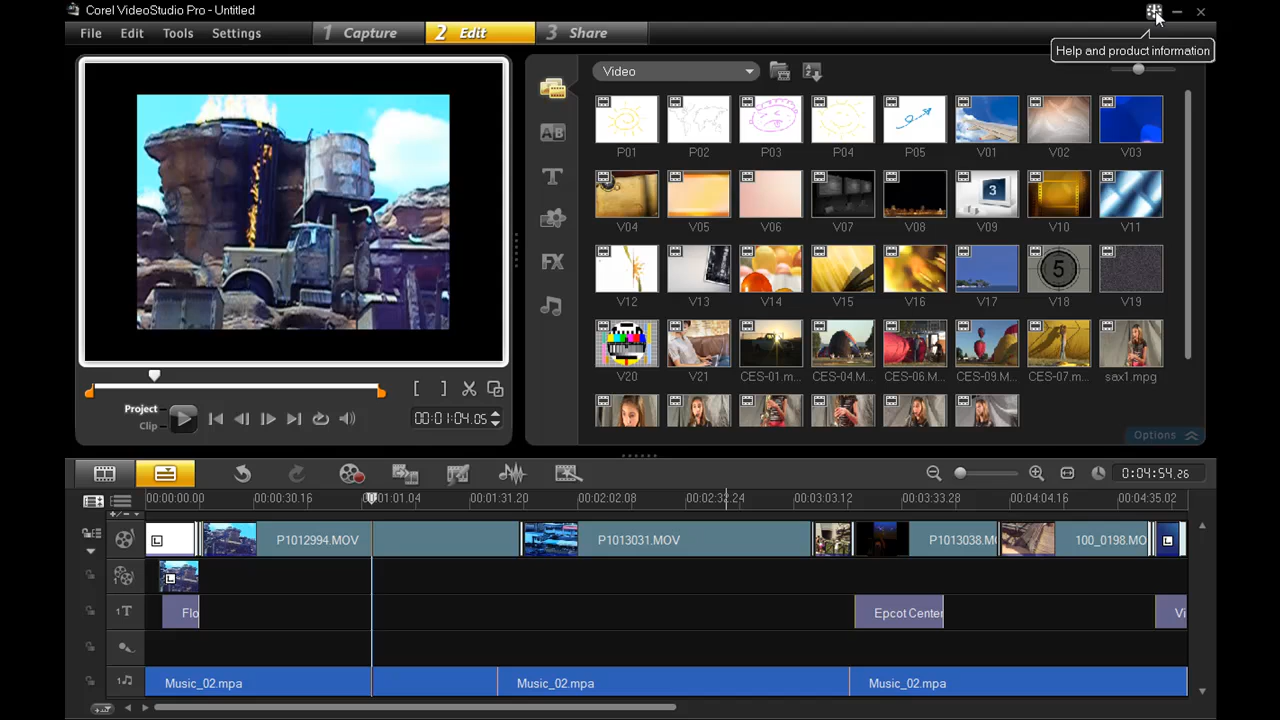 Corel VideoStudio Pro - Untitled
File Edit Tools Settings 1 Capture 2 Edit 3 Share
Help and product information
Video
P01 P02 P03 P04 P05 V01 V02 V03
AB
T
3
V04 V05 V06 V07 V08 V09 V10 V11
FX
5
V12 V13 V14 V15 V16 V17 V18 V19
V20 V21 CES-01.m... CES-04.M... CES-06.M... CES-09.M... CES-07.m... sax1.mpg
Project
Clip
00:01:04.05
Options
0:04:54.26
00:00:00.00 00:00:30.16 00:01:01.04 00:01:31.20 00:02:02.08 00:02:32.24 00:03:03.12 00:03:33.28 00:04:04.16 00:04:35.02
L P1012994.MOV P1013031.MOV P1013038.M 100_0198.MO L
L
1T Flo Epcot Center Vi
1 Music_02.mpa Music_02.mpa Music_02.mpa